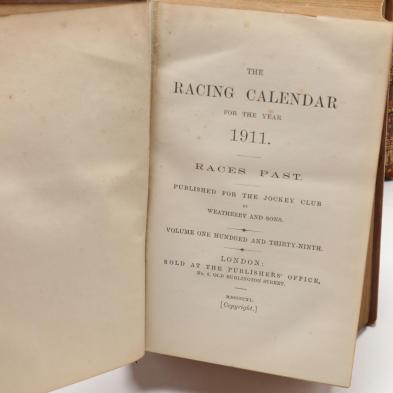 THE
RACING CALENDAR
FOR THE YEAR
1911.
RACES PAST.
PUBLISHED FOR THE JOCKEY CLUB
BY
WEATHERBY AND SONS.
VOLUME ONE HUNDRED AND THIRTY-NINTH.
LONDON:
SOLD AT THE PUBLISHERS' OFFICE,
No. 6, OLD BURLINGTON STREET.
MDCCCCXI.
[Copyright.]